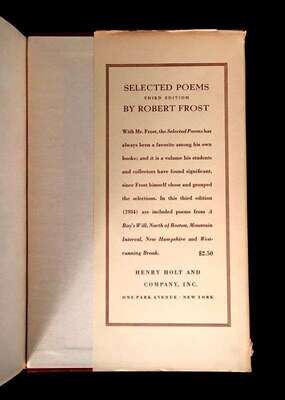 SELECTED POEMS
THIRD EDITION
BY ROBERT FROST
With Mr. Frost, the Selected Poems has
always been a favorite among his own
books; and it is a volume his students
and collectors have found significant,
since Frost himself chose and grouped
the selections. In this third edition
(1934) are included poems from A
Boy's Will, North of Boston, Mountain
Interval, New Hampshire and West-
running Brook. $2.50
HENRY HOLT AND
COMPANY, INC.
ONE PARK AVENUE · NEW YORK